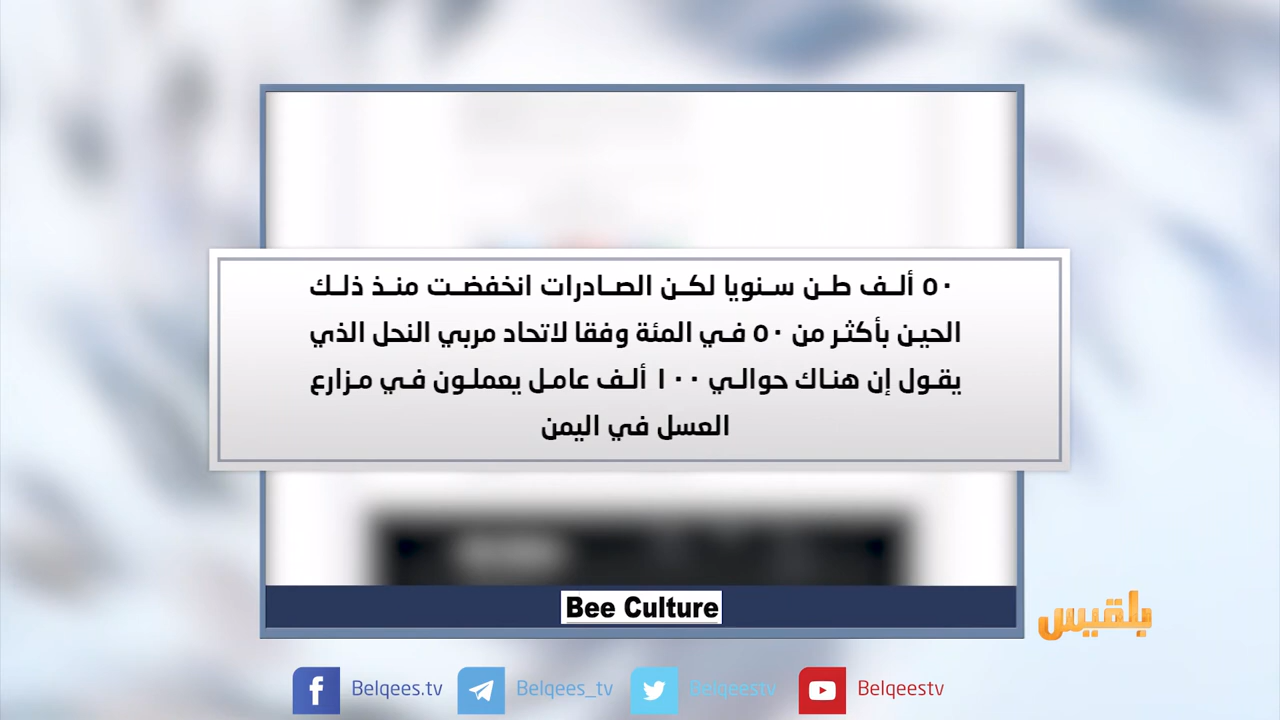 ٥٠ ألف طن سنويا لكن الصادرات انخفضت منذ ذلك
الحين بأكثر من ٥٠ في المئة وفقا لاتحاد مربي النحل الذي
يقول إن هناك حوالي ١٠٠ ألف عامل يعملون في مزارع
العسل في اليمن
Bee Culture
بلقيس
Belqees.tv Belqees_tv Belqeestv Belqeestv